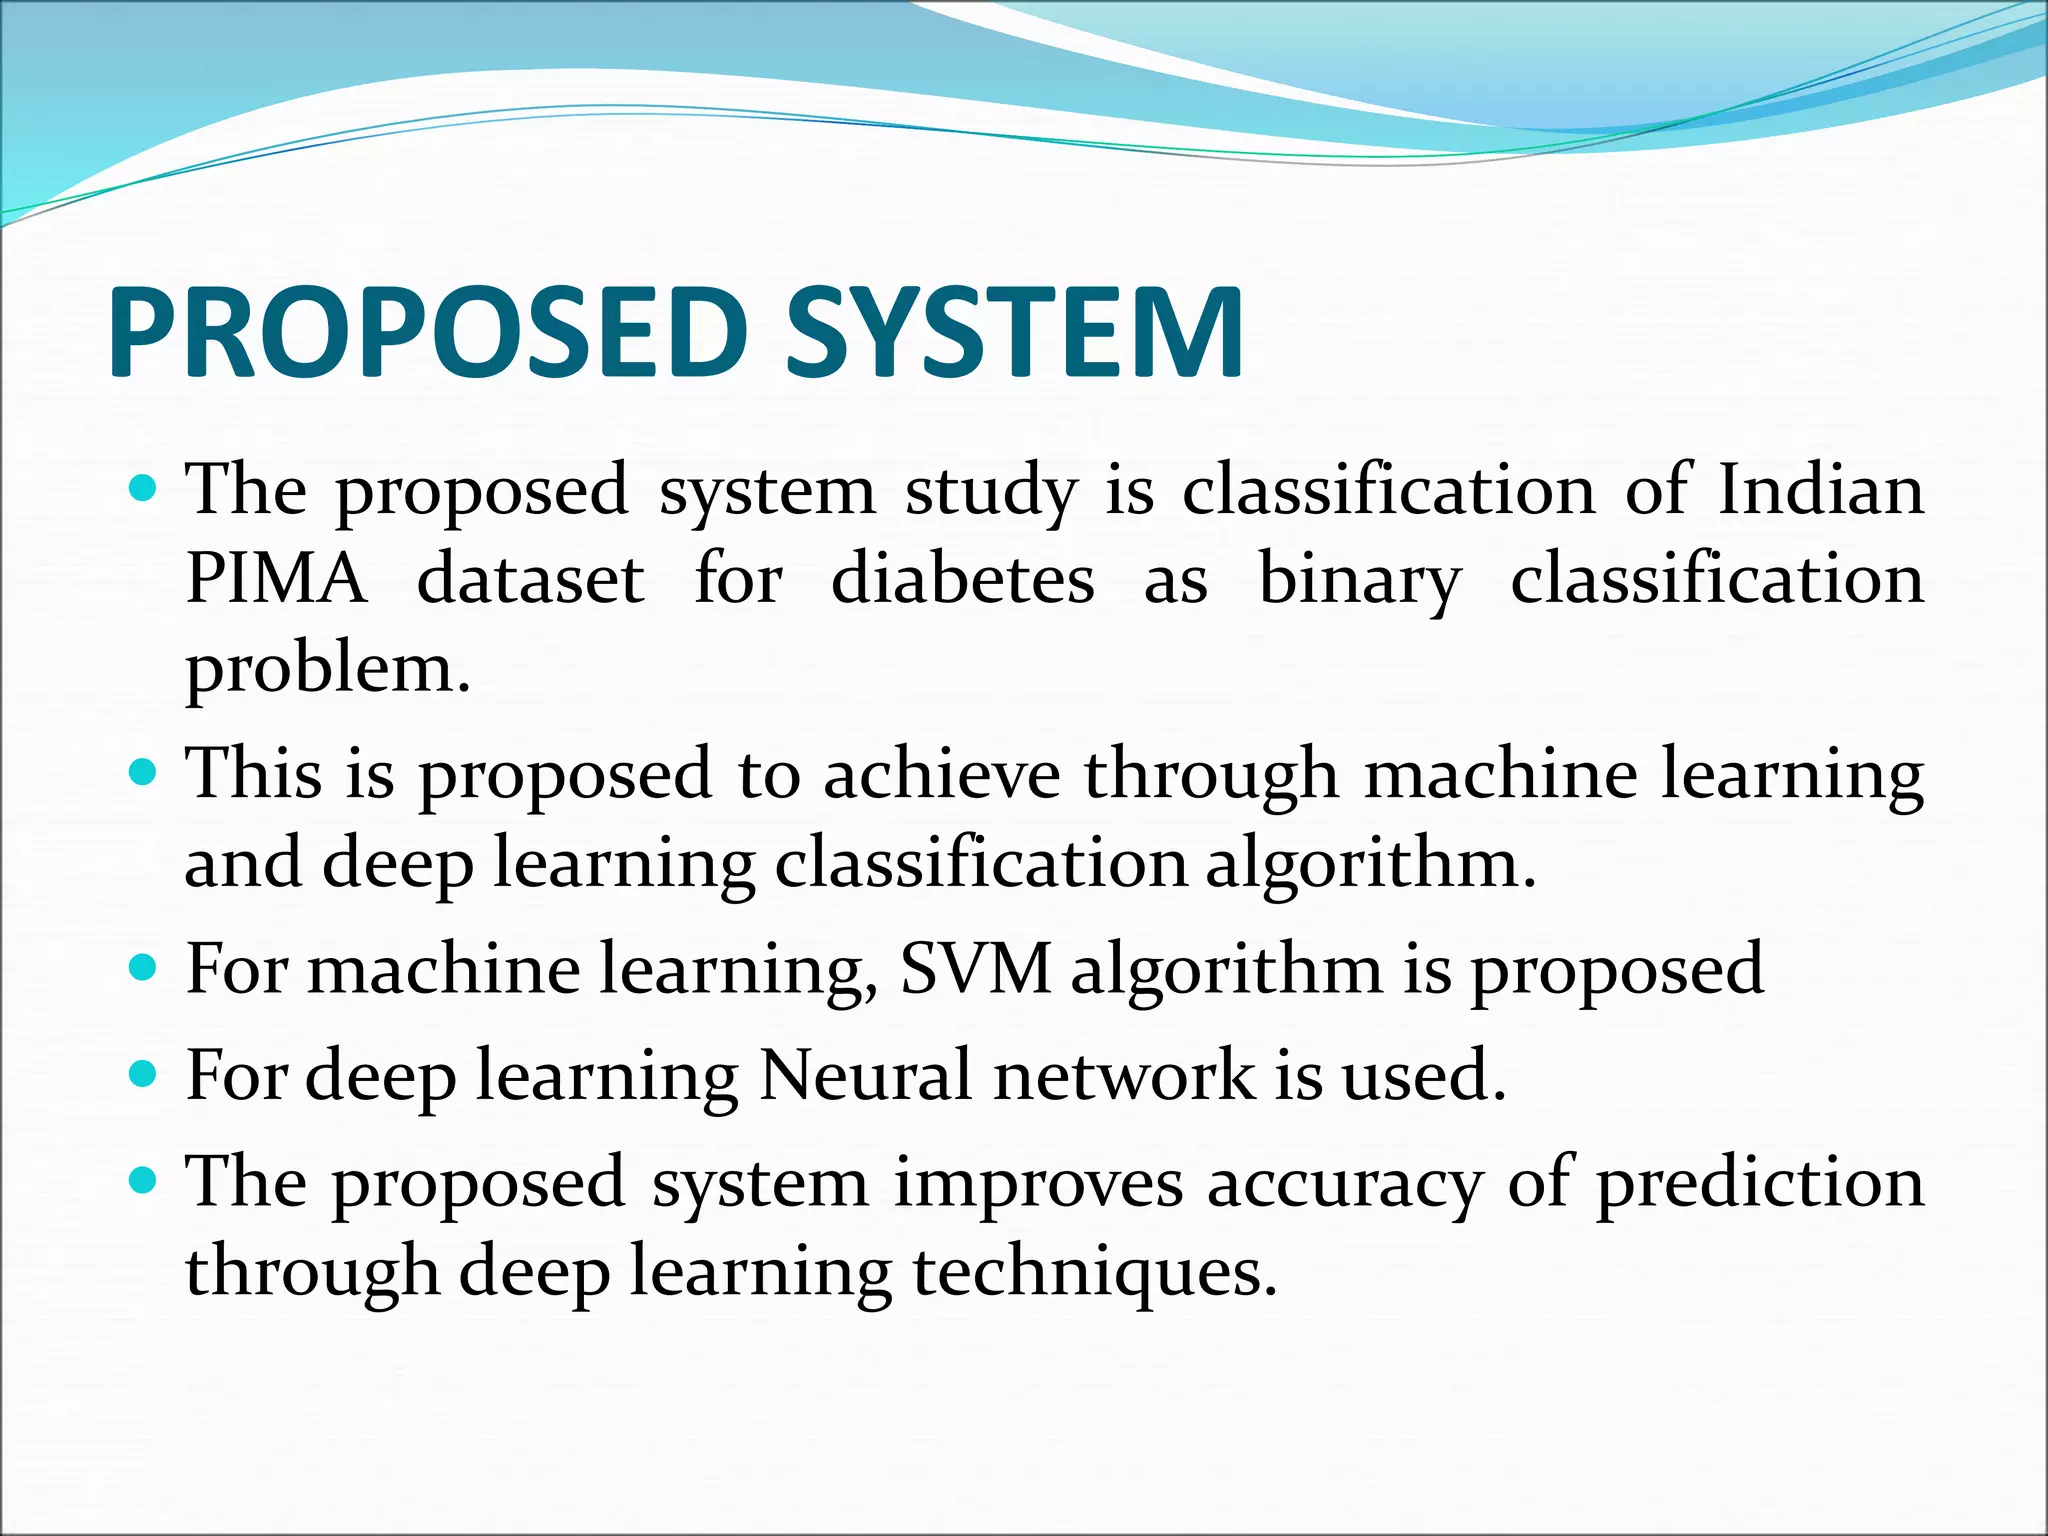 PROPOSED SYSTEM
• The proposed system study is classification of Indian
PIMA dataset for diabetes as binary classification
problem.
• This is proposed to achieve through machine learning
and deep learning classification algorithm.
• For machine learning, SVM algorithm is proposed
• For deep learning Neural network is used.
• The proposed system improves accuracy of prediction
through deep learning techniques.